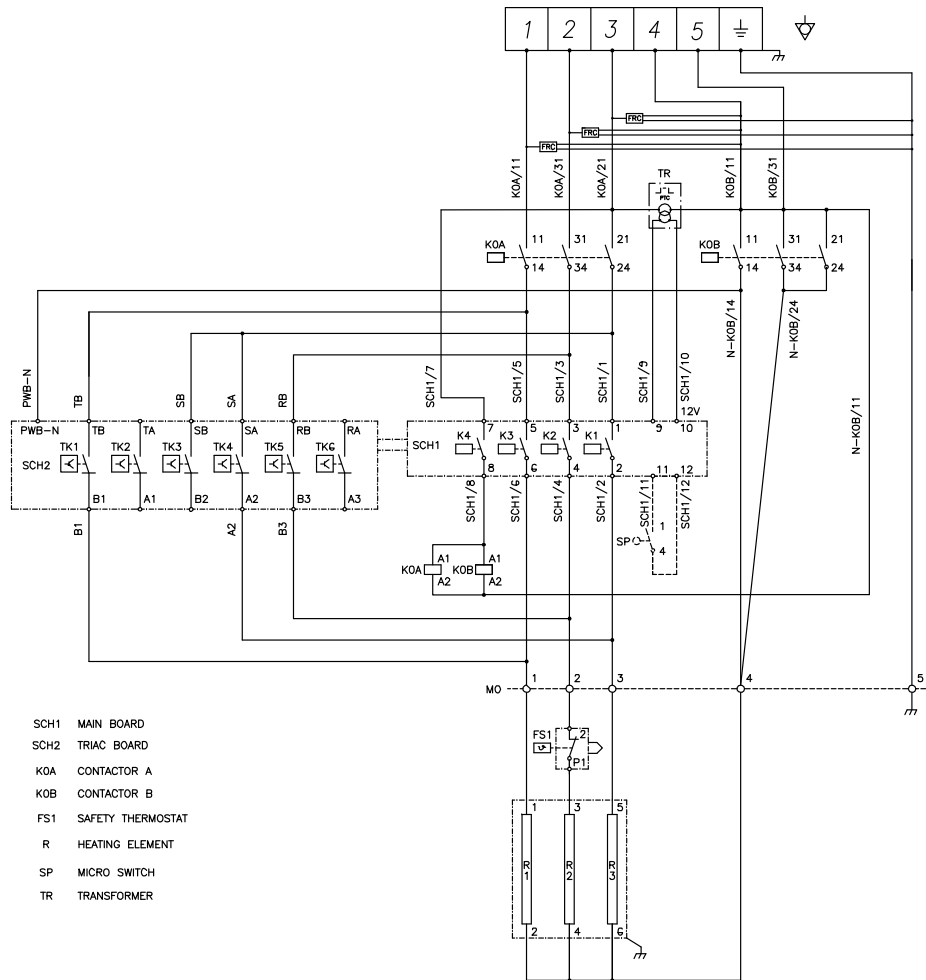 1 2 3 4 5
FRC
FRC
FRC
K0A/11
K0A/31
K0A/21
TR
PTC
K0B/11
K0B/31
K0A
11 31 21
14 34 24
K0B
11 31 21
14 34 24
N-K0B/14
N-K0B/24
N-K0B/11
PWB-N
TB
SB
SA
RB
SCH1/7
SCH1/5
SCH1/3
SCH1/1
SCH1/9
SCH1/10
12V
PWB-N TB TA SB SA RB RA
TK1 TK2 TK3 TK4 TK5 TK6
SCH2
B1 A1 B2 A2 B3 A3
7 5 3 1 9 10
SCH1
K4 K3 K2 K1
8 6 4 2 11 12
B1
A2
B3
SCH1/8
SCH1/6
SCH1/4
SCH1/2
SCH1/11
SCH1/12
SP
1
4
K0A
A1
A2
K0B
A1
A2
MO
1 2 3 4 5
FS1
2
P1
1 3 5
R1 R2 R3
2 4 6
SCH1 MAIN BOARD
SCH2 TRIAC BOARD
K0A CONTACTOR A
K0B CONTACTOR B
FS1 SAFETY THERMOSTAT
R HEATING ELEMENT
SP MICRO SWITCH
TR TRANSFORMER